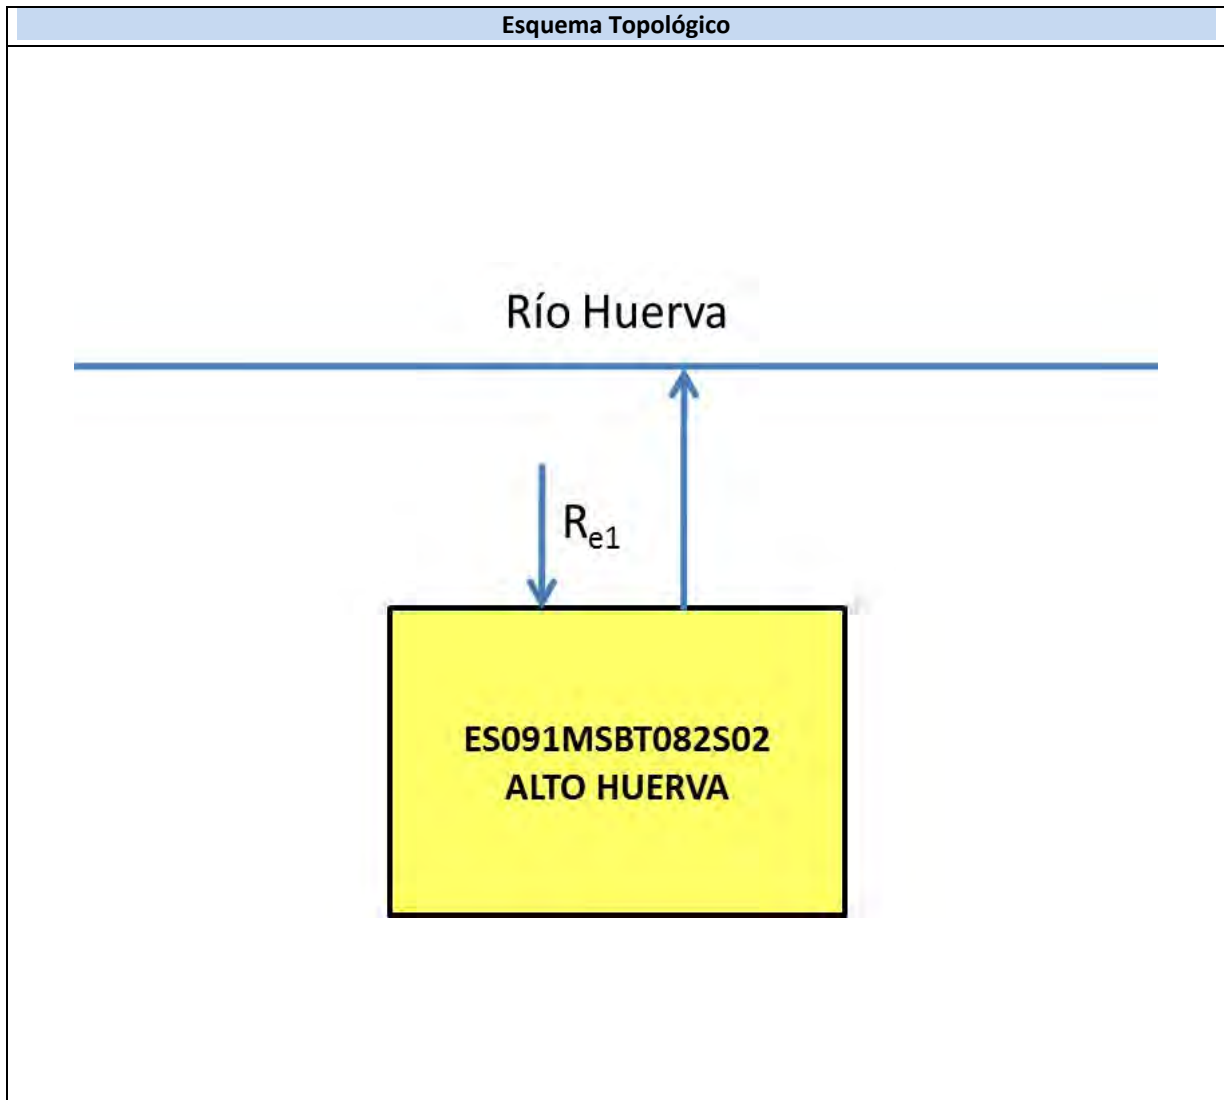 Esquema Topológico
Río Huerva
Re1
ES091MSBT082S02
ALTO HUERVA